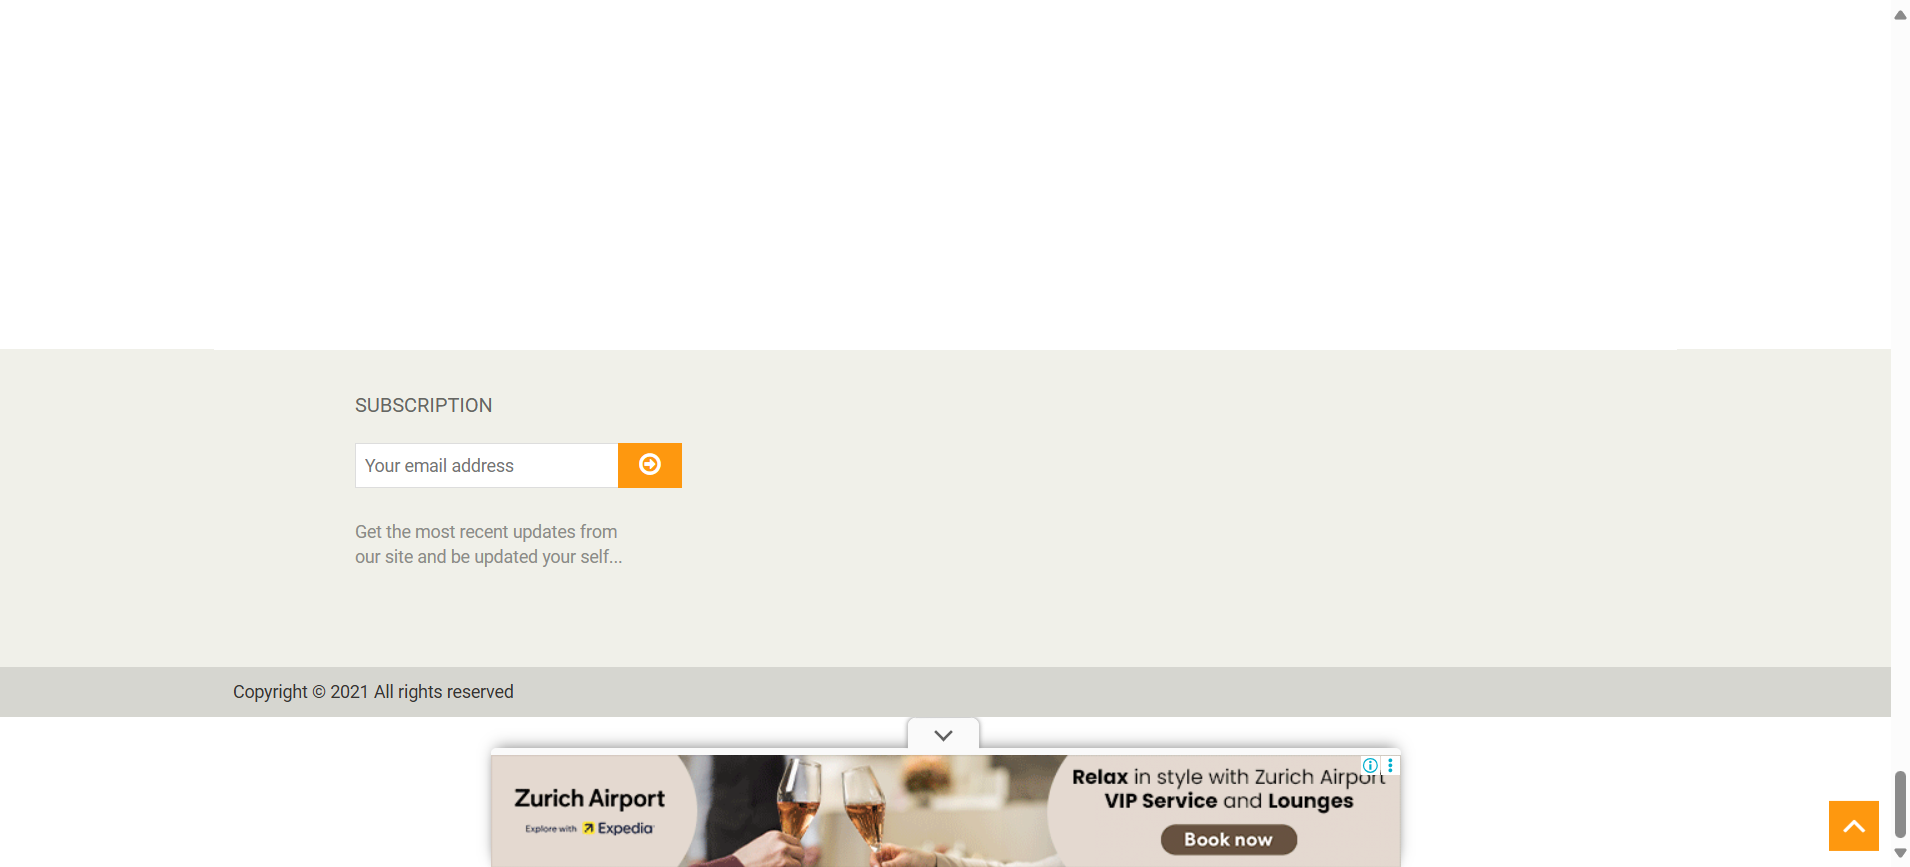 SUBSCRIPTION
Your email address
Get the most recent updates from
our site and be updated your self...
Copyright © 2021 All rights reserved
Zurich Airport
Explore with Expedia
Relax in style with Zurich Airport
VIP Service and Lounges
Book now